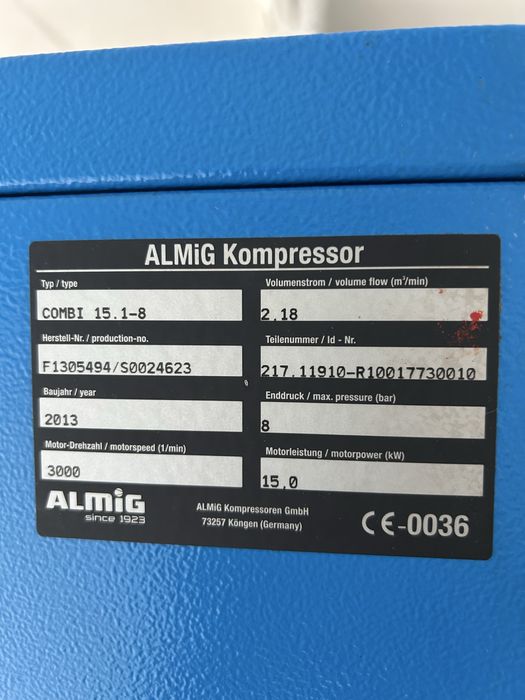 ALMiG Kompressor
Typ / type
COMBI 15.1-8
Volumenstrom / volume flow (m³/min)
2.18
Herstell-Nr. / production-no.
F1305494/S0024623
Teilenummer / Id - Nr.
217.11910-R10017730010
Baujahr / year
2013
Enddruck / max. pressure (bar)
8
Motor-Drehzahl / motorspeed (1/min)
3000
Motorleistung / motorpower (kW)
15,0
ALMiG
since 1923
ALMiG Kompressoren GmbH
73257 Köngen (Germany)
CE-0036